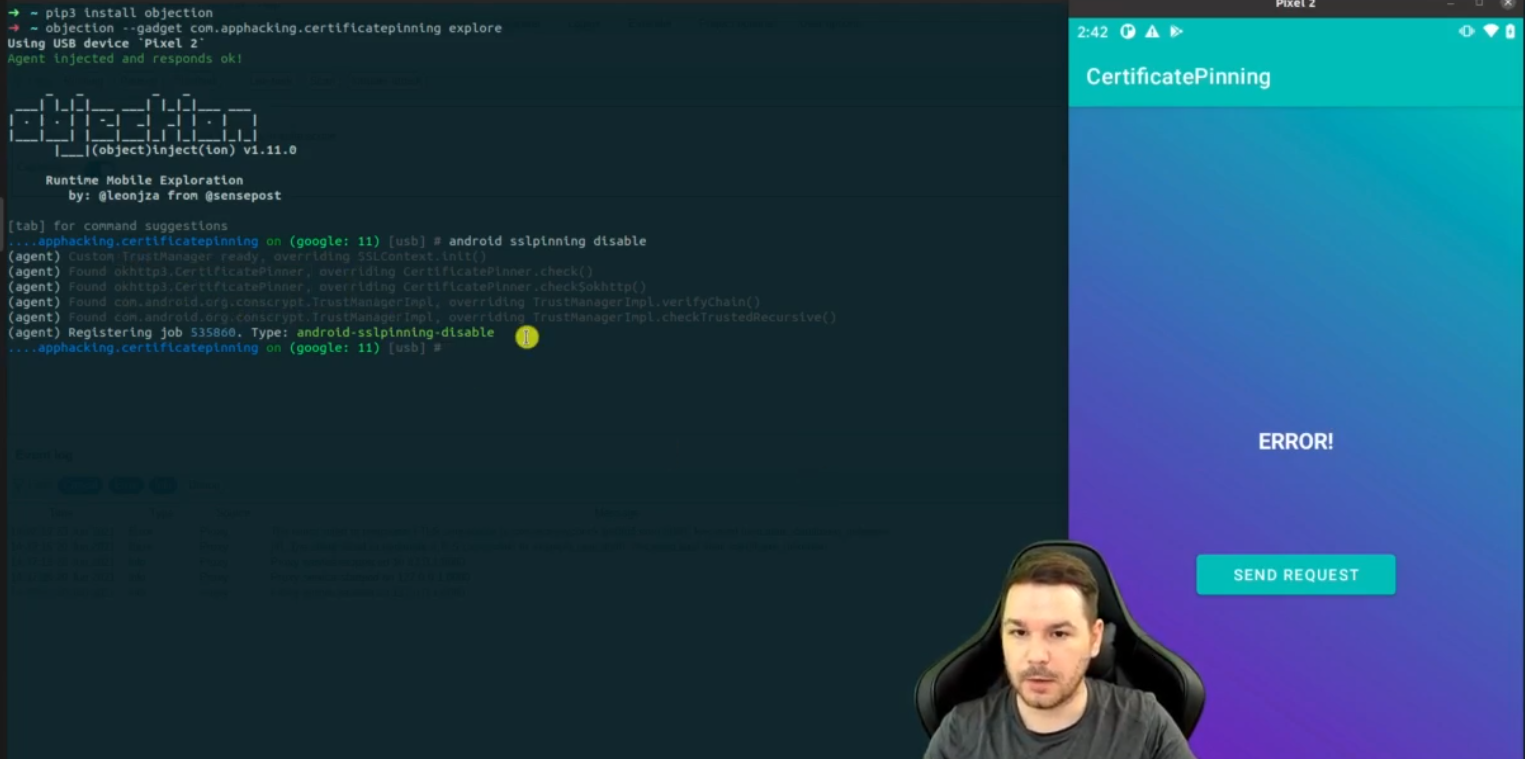 ➜ ~ pip3 install objection
➜ ~ objection --gadget com.apphacking.certificatepinning explore
Using USB device `Pixel 2`
Agent injected and responds ok!
|___|(object)inject(ion) v1.11.0
Runtime Mobile Exploration
by: @leonjza from @sensepost
[tab] for command suggestions
....apphacking.certificatepinning on (google: 11) [usb] # android sslpinning disable
(agent) Custom TrustManager ready, overriding SSLContext.init()
(agent) Found okhttp3.CertificatePinner, overriding CertificatePinner.check()
(agent) Found okhttp3.CertificatePinner, overriding CertificatePinner.check$okhttp()
(agent) Found com.android.org.conscrypt.TrustManagerImpl, overriding TrustManagerImpl.verifyChain()
(agent) Found com.android.org.conscrypt.TrustManagerImpl, overriding TrustManagerImpl.checkTrustedRecursive()
(agent) Registering job 535860. Type: android-sslpinning-disable
....apphacking.certificatepinning on (google: 11) [usb] #
Event log
Pixel 2
2:42
CertificatePinning
ERROR!
SEND REQUEST